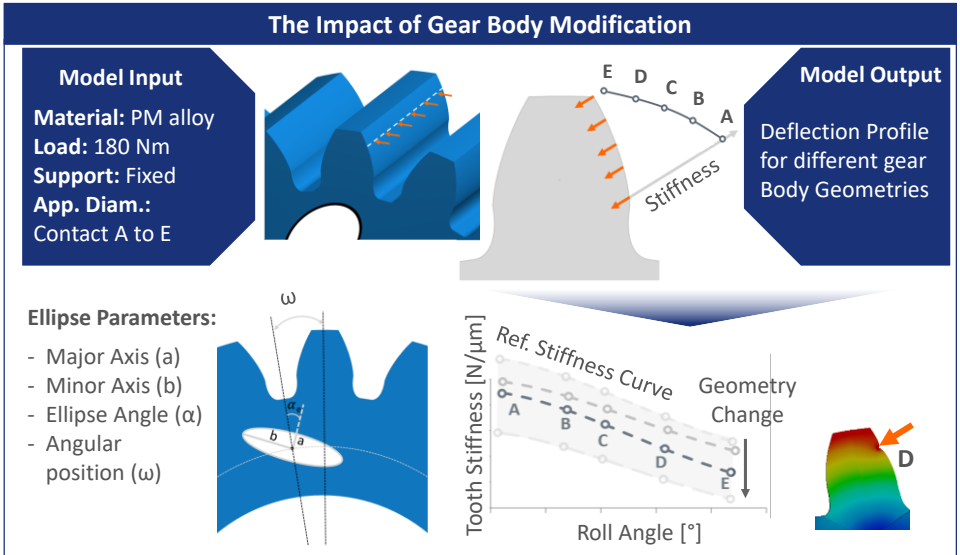 The Impact of Gear Body Modification
Model Input
Material: PM alloy
Load: 180 Nm
Support: Fixed
App. Diam.:
Contact A to E
E
D
C
B
A
Stiffness
Model Output
Deflection Profile
for different gear
Body Geometries
Ellipse Parameters:
- Major Axis (a)
- Minor Axis (b)
- Ellipse Angle (α)
- Angular
position (ω)
ω
α
b
a
Tooth Stiffness [N/µm]
Ref. Stiffness Curve
A
B
C
D
E
Geometry
Change
Roll Angle [°]
D